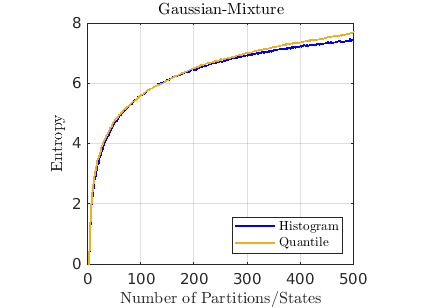 Gaussian-Mixture
8
6
4
2
0
Entropy
Histogram
Quantile
0 100 200 300 400 500
Number of Partitions/States